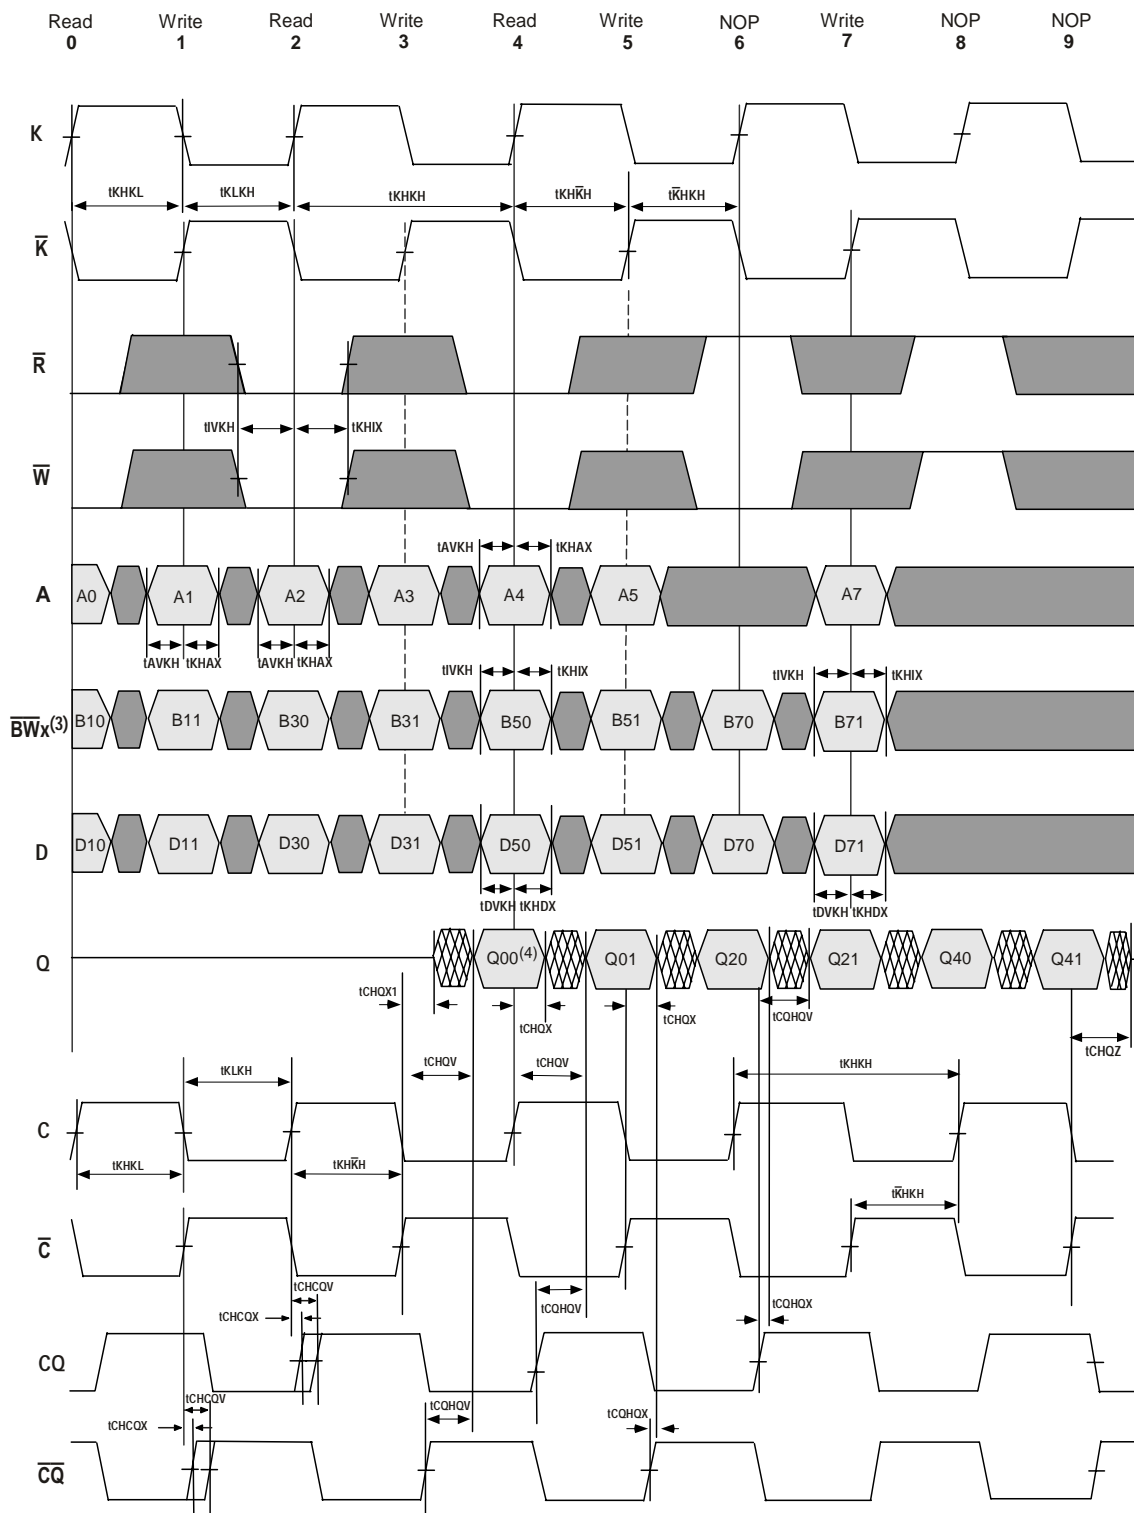 Read Write Read Write Read Write NOP Write NOP NOP
0 1 2 3 4 5 6 7 8 9
K
tKHKL tKLKH tKHKH tKHK̅H tK̅HKH
K̅
R̅
tIVKH tKHIX
W̅
tAVKH tKHAX
A A0 A1 A2 A3 A4 A5 A7
tAVKH tKHAX tAVKH tKHAX
tIVKH tKHIX tIVKH tKHIX
B̅W̅x(3) B10 B11 B30 B31 B50 B51 B70 B71
D D10 D11 D30 D31 D50 D51 D70 D71
tDVKH tKHDX tDVKH tKHDX
Q Q00(4) Q01 Q20 Q21 Q40 Q41
tCHQX1 tCHQX tCHQX tCQHQV
tCHQZ
tKLKH tCHQV tCHQV tKHKH
C
tKHKL tKHK̅H tK̅HKH
C̅
tCHCQV
tCHCQX tCQHQV tCQHQX
CQ
tCHCQV
tCHCQX tCQHQV tCQHQX
C̅Q̅